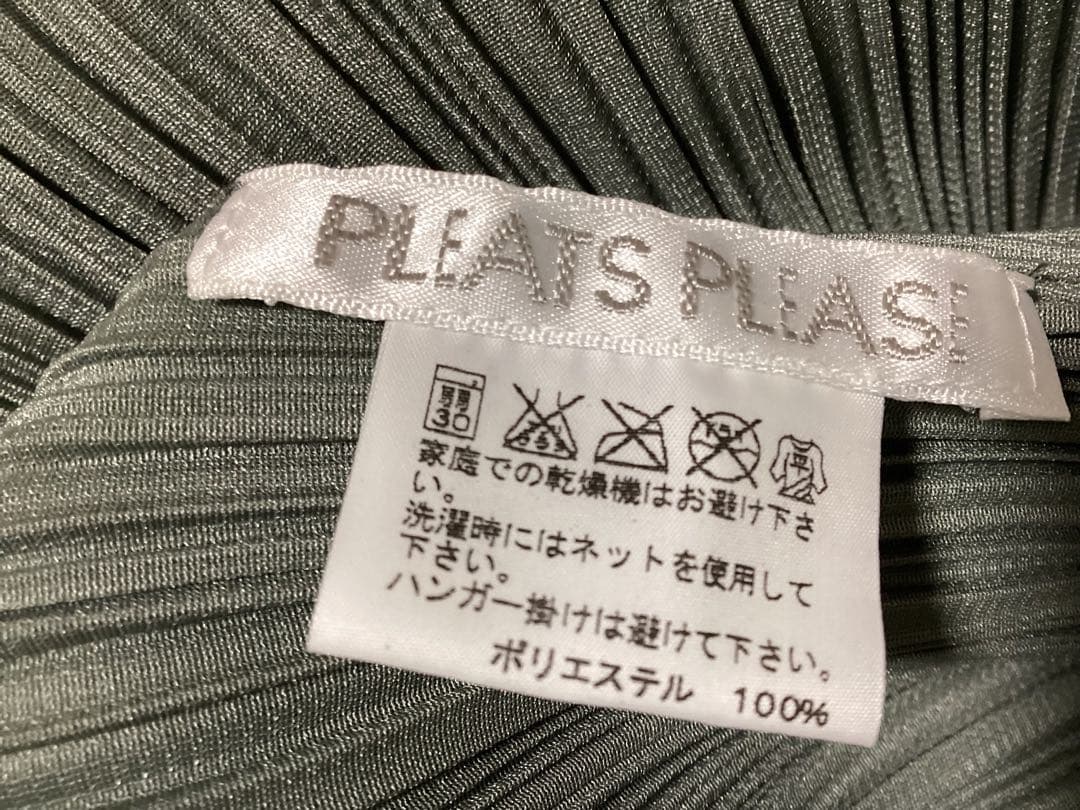 PLEATS PLEASE
弱 30
家庭での乾燥機はお避け下さ
い。
洗濯時にはネットを使用して
下さい。
ハンガー掛けは避けて下さい。
ポリエステル 100%